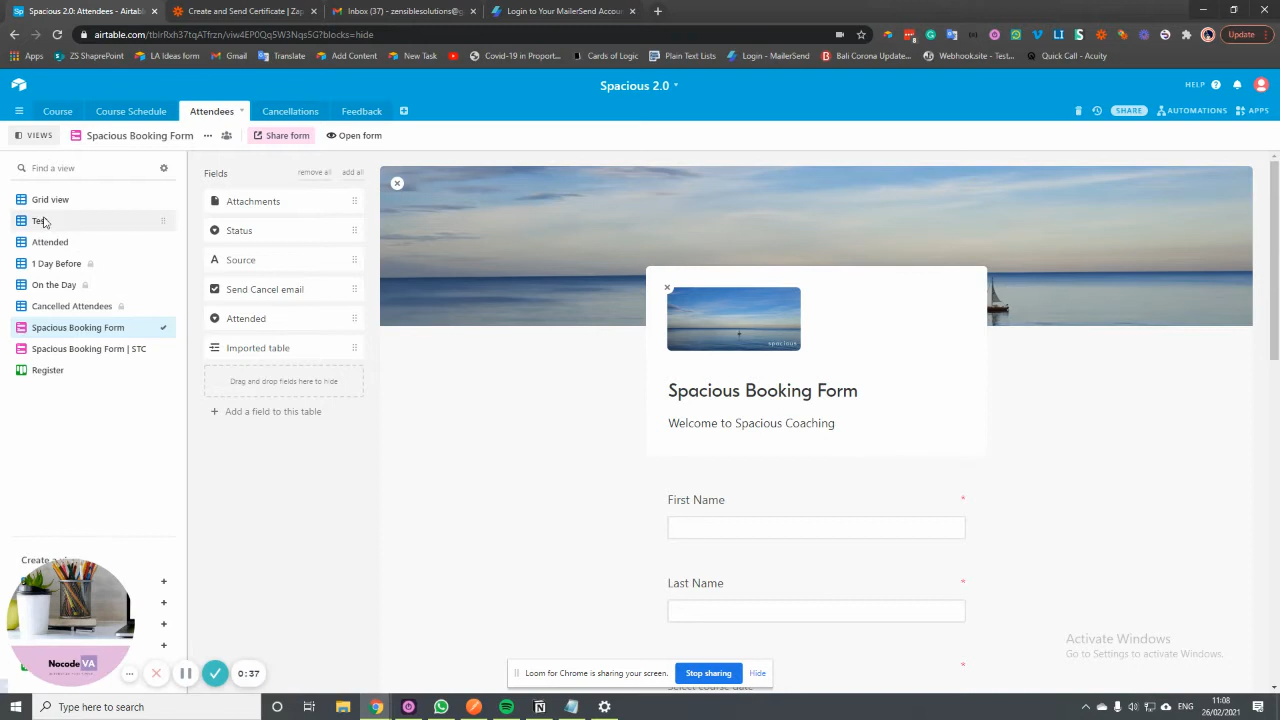 Spacious 2.0: Attendees - Airtable
Create and Send Certificate | Zap
Inbox (37) - zensiblesolutions@g
Login to Your MailerSend Accou
airtable.com/tblrRxh37tqATfrzn/viw4EP0Qq5W3NqsS?blocks=hide
Update
Apps
ZS SharePoint
LA Ideas form
Gmail
Translate
Add Content
New Task
Covid-19 in Proport...
Cards of Logic
Plain Text Lists
Login - MailerSend
Bali Corona Update...
Webhook.site - Test...
Quick Call - Acuity
Spacious 2.0
HELP
Course
Course Schedule
Attendees
Cancellations
Feedback
SHARE
AUTOMATIONS
APPS
VIEWS
Spacious Booking Form
Share form
Open form
Find a view
Grid view
Attended
1 Day Before
On the Day
Cancelled Attendees
Spacious Booking Form
Spacious Booking Form | STC
Register
Fields
remove all
add all
Attachments
Status
Source
Send Cancel email
Attended
Imported table
Drag and drop fields here to hide
Add a field to this table
spacious
Spacious Booking Form
Welcome to Spacious Coaching
First Name *
Last Name *
*
Select course date
Nocode VA
0:37
Loom for Chrome is sharing your screen.
Stop sharing
Hide
Activate Windows
Go to Settings to activate Windows.
Type here to search
ENG
11:08
26/02/2021